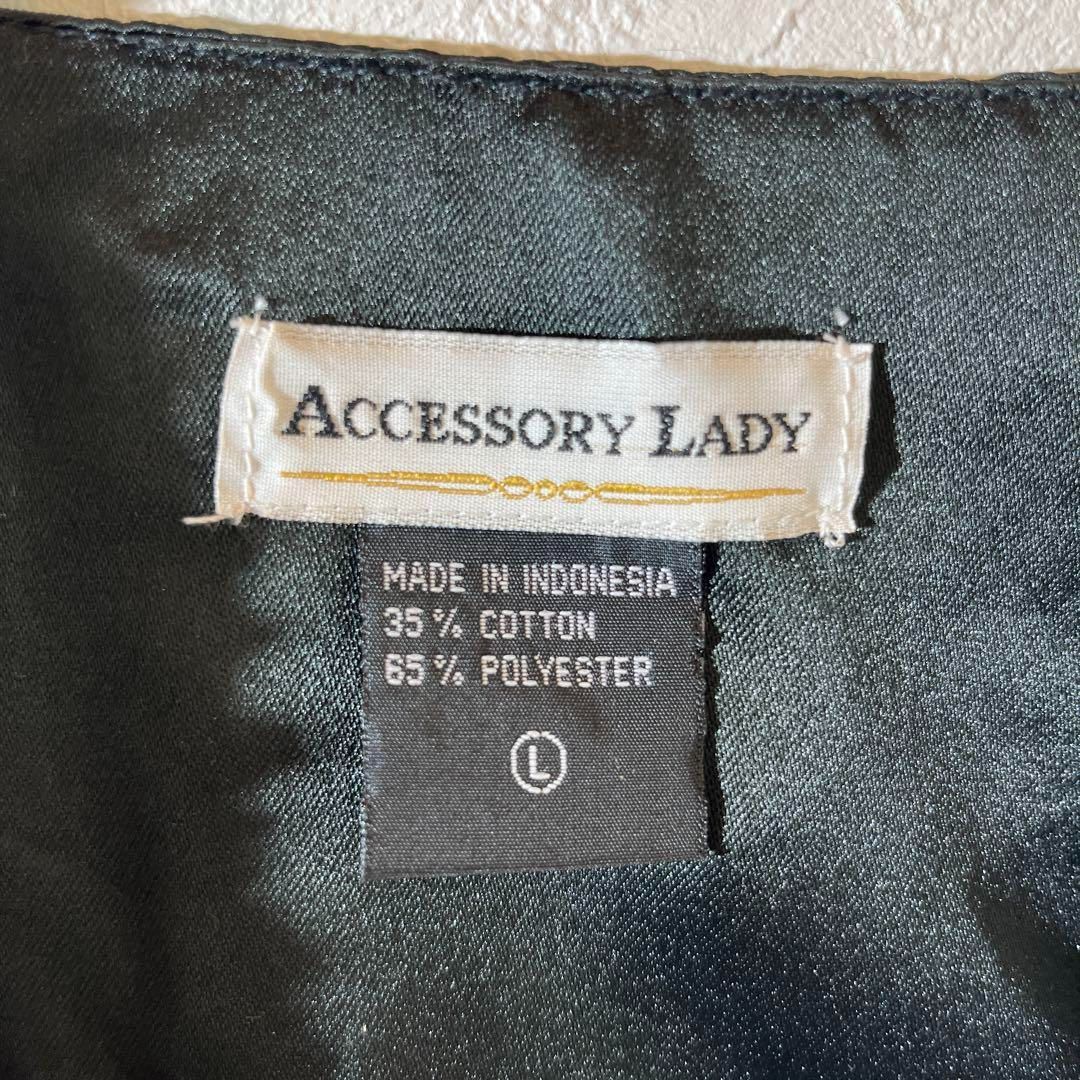 ACCESSORY LADY
MADE IN INDONESIA
35% COTTON
65% POLYESTER
L